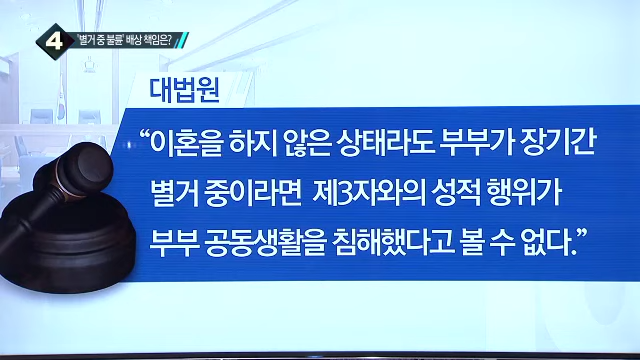 4 '별거 중 불륜' 배상 책임은?
대법원
“이혼을 하지 않은 상태라도 부부가 장기간
별거 중이라면 제3자와의 성적 행위가
부부 공동생활을 침해했다고 볼 수 없다.”